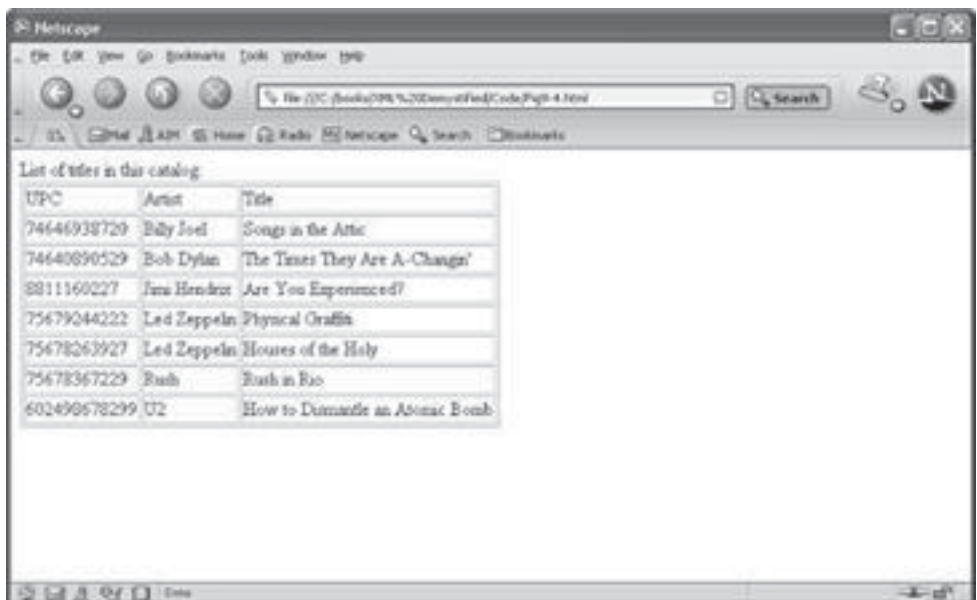 Netscape
File Edit View Go Bookmarks Tools Window Help
Search
Mail AIM Home Radio Netscape Search Bookmarks
List of titles in this catalog:
UPC Artist Title
74646938729 Billy Joel Songs in the Attic
74640890529 Bob Dylan The Times They Are A-Changin'
8811160227 Jimi Hendrix Are You Experienced?
75679244222 Led Zeppelin Physical Graffiti
75678263927 Led Zeppelin Houses of the Holy
75678367229 Rush Rush in Rio
602498678299 U2 How to Dismantle an Atomic Bomb